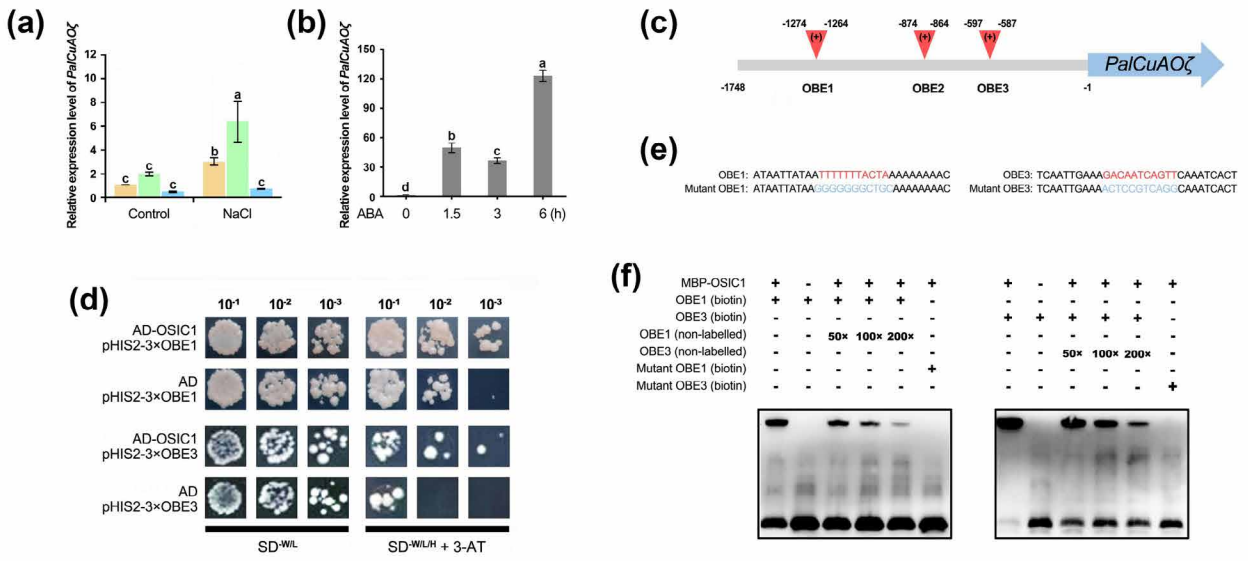 (a)
Relative expression level of PalCuAOζ
12
10
8
6
4
2
0
c
c
c
b
a
c
Control
NaCl
(b)
Relative expression level of PalCuAOζ
150
120
90
60
30
0
d
b
c
a
ABA 0 1.5 3 6 (h)
(c)
-1274 -1264 -874 -864 -597 -587
(+) (+) (+)
PalCuAOζ
-1748 OBE1 OBE2 OBE3 -1
(e)
OBE1: ATAATTATAATTTTTTTACTAAAAAAAAAC
Mutant OBE1: ATAATTATAAGGGGGGGCTGCAAAAAAAAC
OBE3: TCAATTGAAAGACAATCAGTTCAAATCACT
Mutant OBE3: TCAATTGAAAACTCCGTCAGGCAAATCACT
(d)
10-1 10-2 10-3 10-1 10-2 10-3
AD-OSIC1
pHIS2-3×OBE1
AD
pHIS2-3×OBE1
AD-OSIC1
pHIS2-3×OBE3
AD
pHIS2-3×OBE3
SD-W/L SD-W/L/H + 3-AT
(f)
MBP-OSIC1 + - + + + + + - + + + +
OBE1 (biotin) + + + + + - - - - - - -
OBE3 (biotin) - - - - - - + + + + + -
OBE1 (non-labelled) - - 50× 100× 200× - - - - - - -
OBE3 (non-labelled) - - - - - - - - 50× 100× 200× -
Mutant OBE1 (biotin) - - - - - + - - - - - -
Mutant OBE3 (biotin) - - - - - - - - - - - +